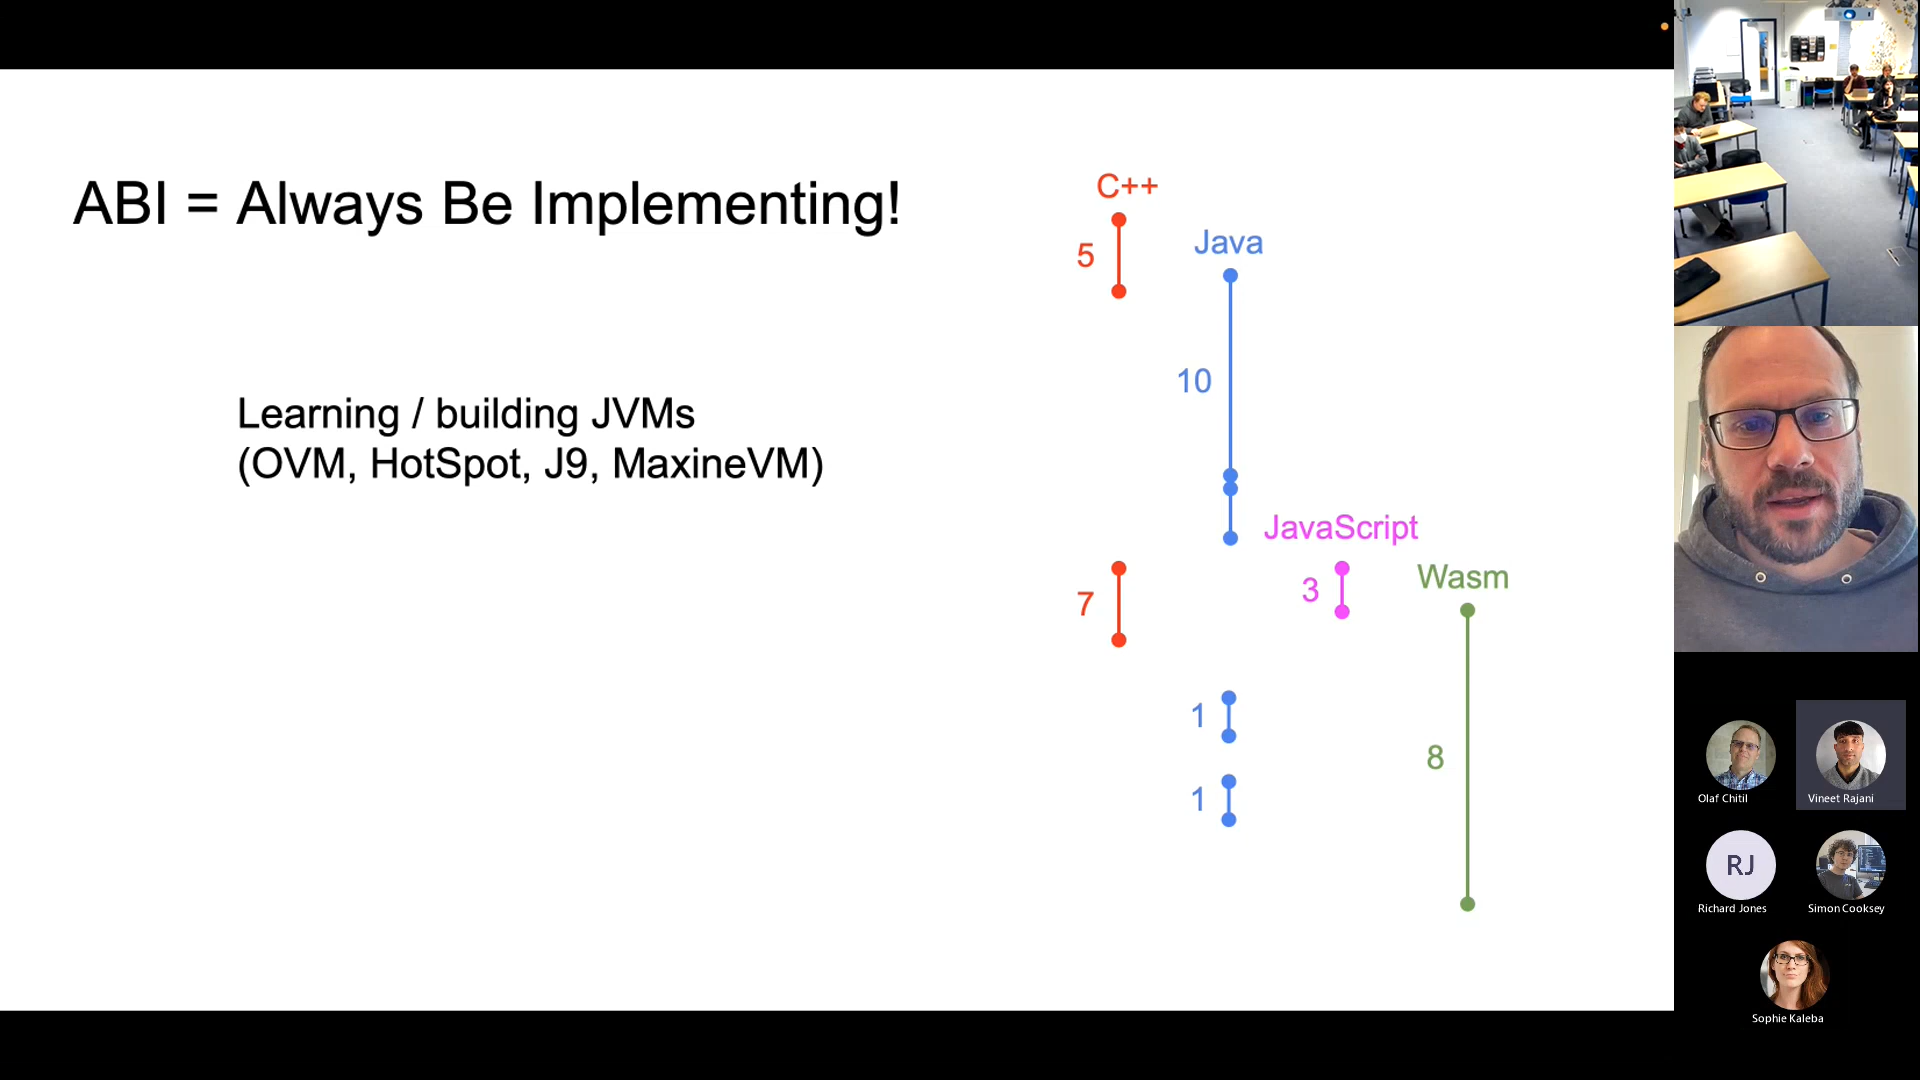 ABI = Always Be Implementing!
Learning / building JVMs
(OVM, HotSpot, J9, MaxineVM)
C++
5
Java
10
JavaScript
7
3
Wasm
1
8
1
Olaf Chitil
Vineet Rajani
RJ
Richard Jones
Simon Cooksey
Sophie Kaleba